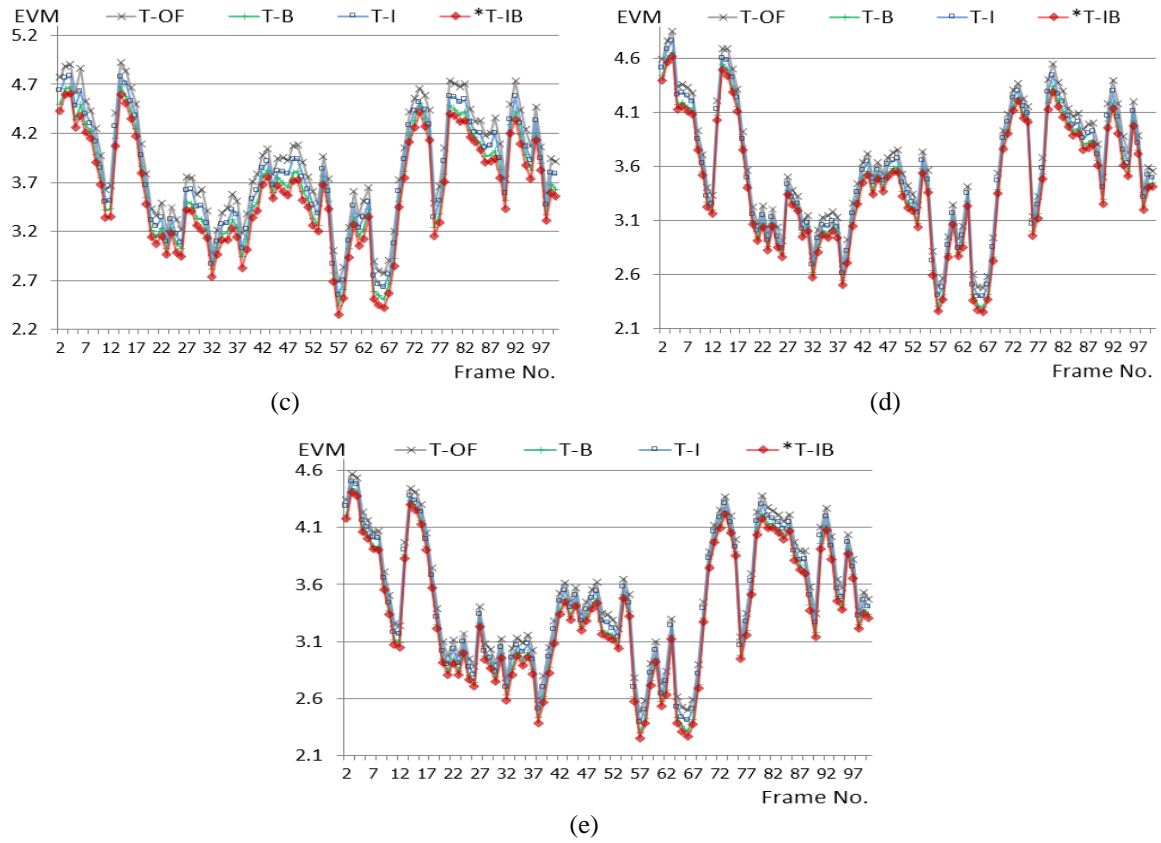 EVM T-OF T-B T-I *T-IB
5.2
4.7
4.2
3.7
3.2
2.7
2.2
2 7 12 17 22 27 32 37 42 47 52 57 62 67 72 77 82 87 92 97
Frame No.
(c)
EVM T-OF T-B T-I *T-IB
4.6
4.1
3.6
3.1
2.6
2.1
2 7 12 17 22 27 32 37 42 47 52 57 62 67 72 77 82 87 92 97
Frame No.
(d)
EVM T-OF T-B T-I *T-IB
4.6
4.1
3.6
3.1
2.6
2.1
2 7 12 17 22 27 32 37 42 47 52 57 62 67 72 77 82 87 92 97
Frame No.
(e)